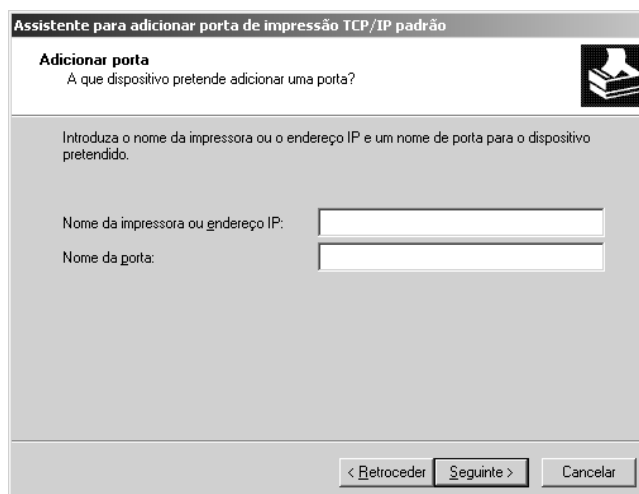 Assistente para adicionar porta de impressão TCP/IP padrão
Adicionar porta
A que dispositivo pretende adicionar uma porta?
Introduza o nome da impressora ou o endereço IP e um nome de porta para o dispositivo
pretendido.
Nome da impressora ou endereço IP:
Nome da porta:
< Retroceder
Seguinte >
Cancelar